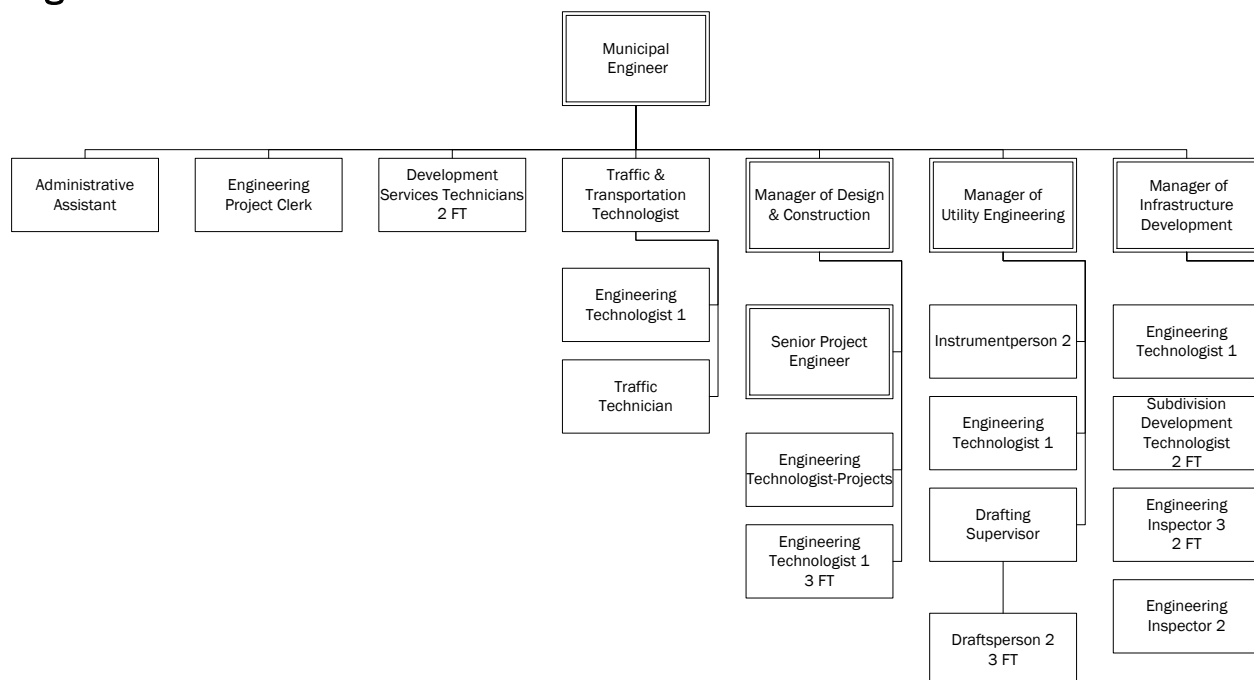 Municipal
Engineer
Administrative
Assistant
Engineering
Project Clerk
Development
Services Technicians
2 FT
Traffic &
Transportation
Technologist
Manager of Design
& Construction
Manager of
Utility Engineering
Manager of
Infrastructure
Development
Engineering
Technologist 1
Traffic
Technician
Senior Project
Engineer
Engineering
Technologist-Projects
Engineering
Technologist 1
3 FT
Instrumentperson 2
Engineering
Technologist 1
Drafting
Supervisor
Draftsperson 2
3 FT
Engineering
Technologist 1
Subdivision
Development
Technologist
2 FT
Engineering
Inspector 3
2 FT
Engineering
Inspector 2